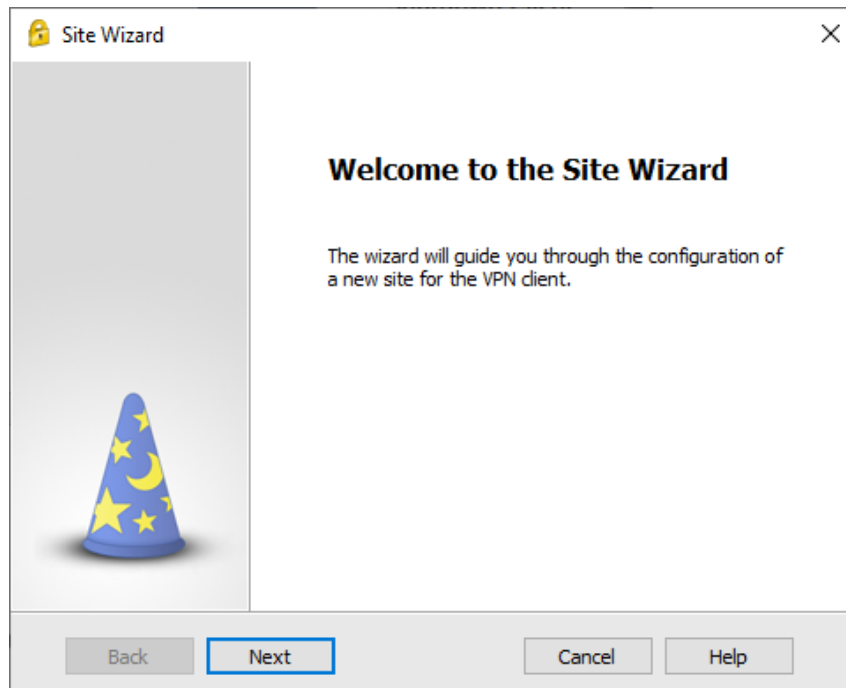 Site Wizard
Welcome to the Site Wizard
The wizard will guide you through the configuration of
a new site for the VPN client.
Back
Next
Cancel
Help